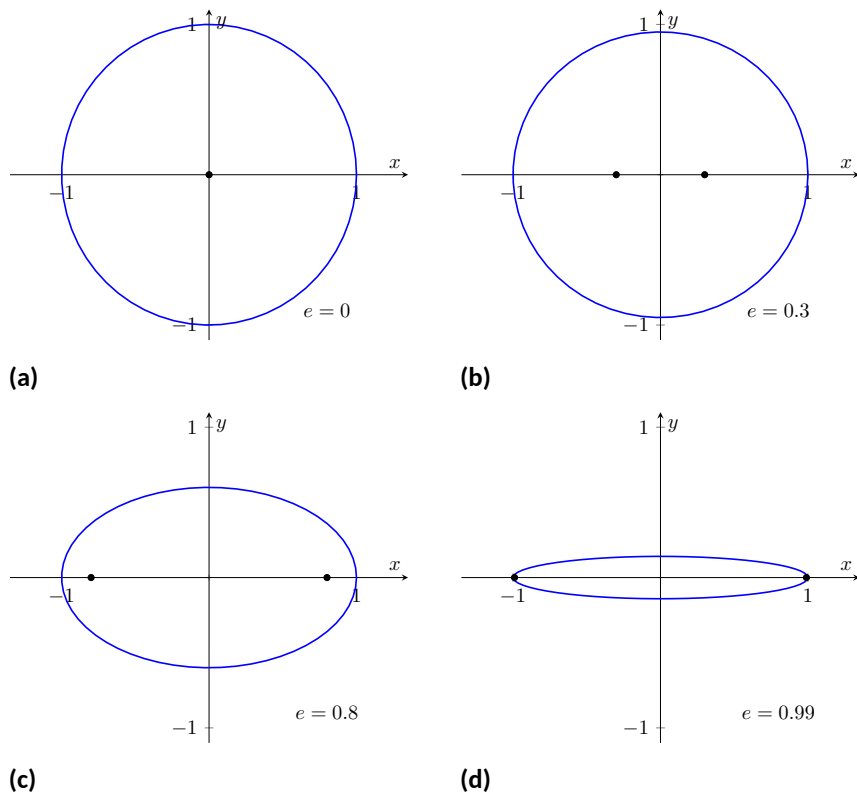 1
y
x
−1
1
−1
e = 0
(a)
1
y
x
−1
1
−1
e = 0.3
(b)
1
y
x
−1
1
−1
e = 0.8
(c)
1
y
x
−1
1
−1
e = 0.99
(d)